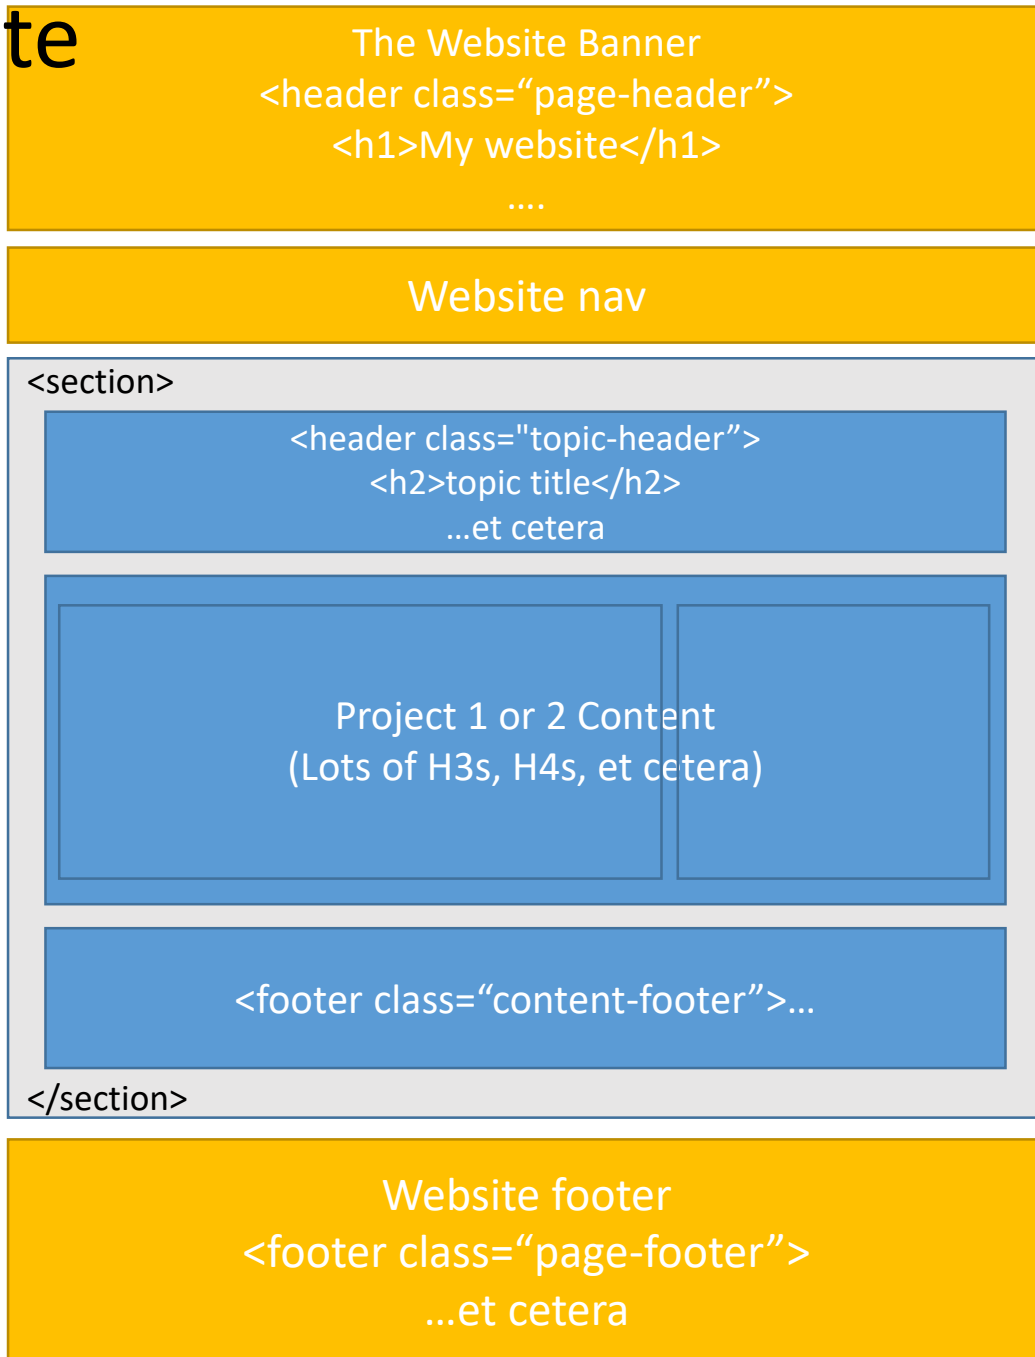 te
The Website Banner
<header class=“page-header”>
<h1>My website</h1>
….
Website nav
<section>
<header class="topic-header”>
<h2>topic title</h2>
…et cetera
Project 1 or 2 Content
(Lots of H3s, H4s, et cetera)
<footer class=“content-footer”>…
</section>
Website footer
<footer class=“page-footer”>
…et cetera